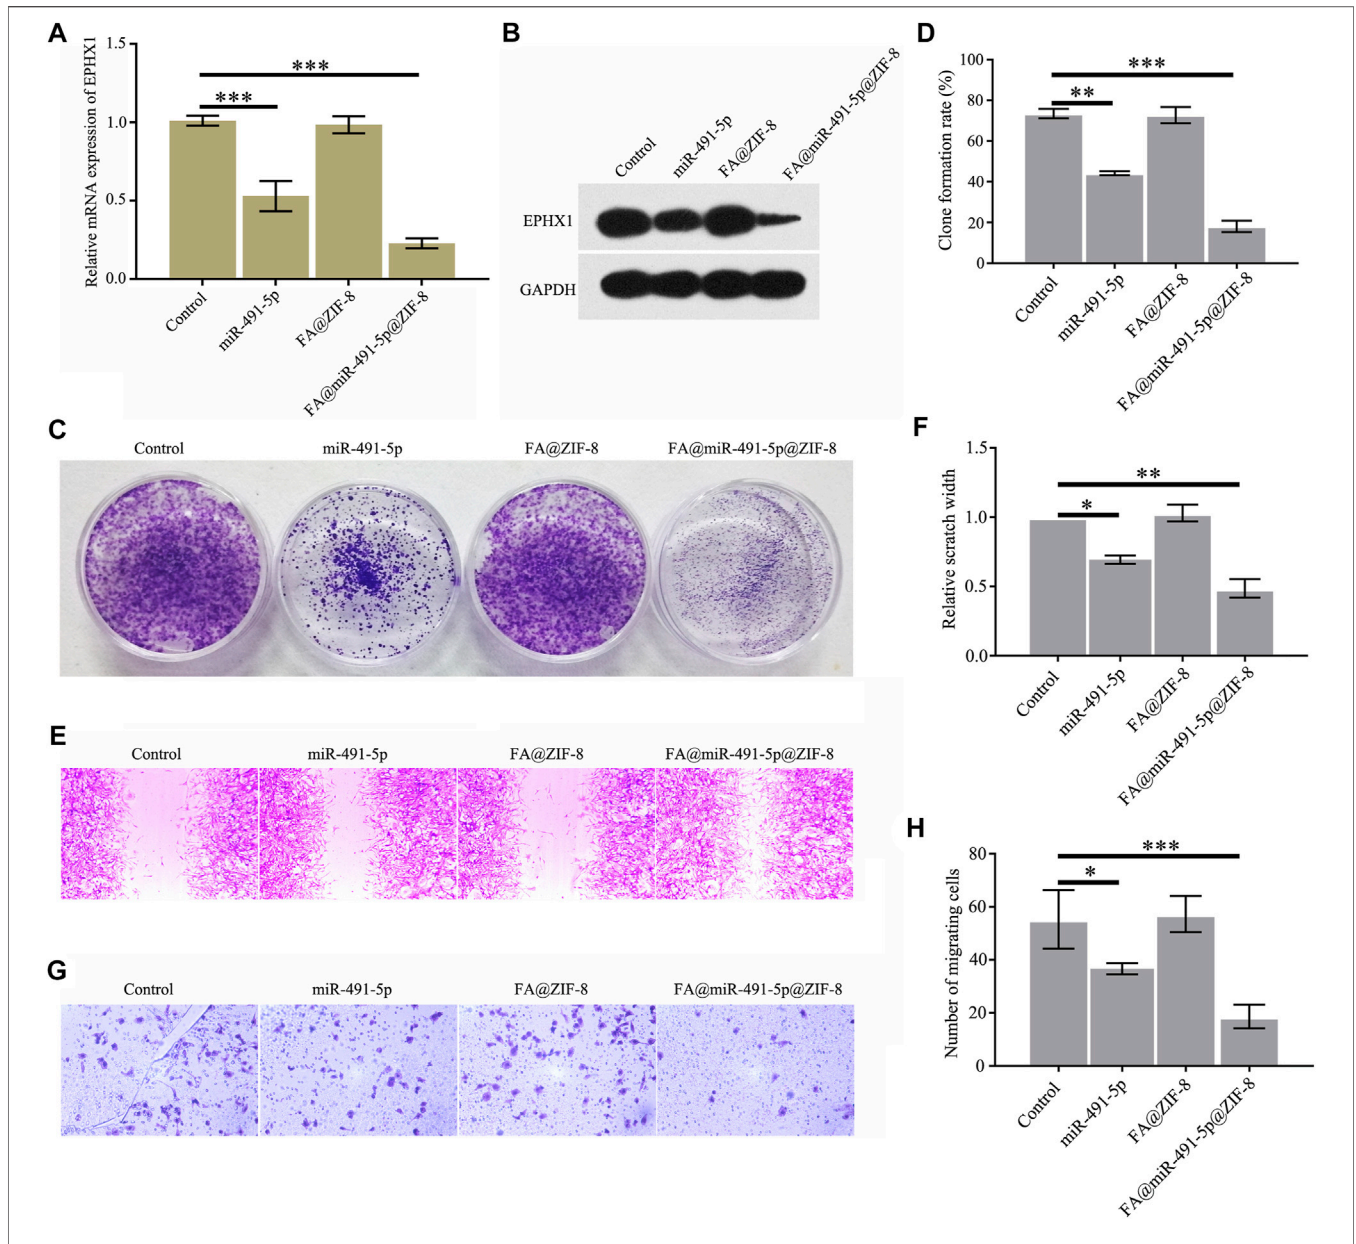 A
Relative mRNA expression of EPHX1
1.5
1.0
0.5
0.0
***
***
Control
miR-491-5p
FA@ZIF-8
FA@miR-491-5p@ZIF-8
B
Control
miR-491-5p
FA@ZIF-8
FA@miR-491-5p@ZIF-8
EPHX1
GAPDH
D
Clone formation rate (%)
100
80
60
40
20
0
***
**
Control
miR-491-5p
FA@ZIF-8
FA@miR-491-5p@ZIF-8
C
Control
miR-491-5p
FA@ZIF-8
FA@miR-491-5p@ZIF-8
F
Relative scratch width
1.5
1.0
0.5
0.0
**
*
Control
miR-491-5p
FA@ZIF-8
FA@miR-491-5p@ZIF-8
E
Control
miR-491-5p
FA@ZIF-8
FA@miR-491-5p@ZIF-8
H
Number of migrating cells
80
60
40
20
0
***
*
Control
miR-491-5p
FA@ZIF-8
FA@miR-491-5p@ZIF-8
G
Control
miR-491-5p
FA@ZIF-8
FA@miR-491-5p@ZIF-8